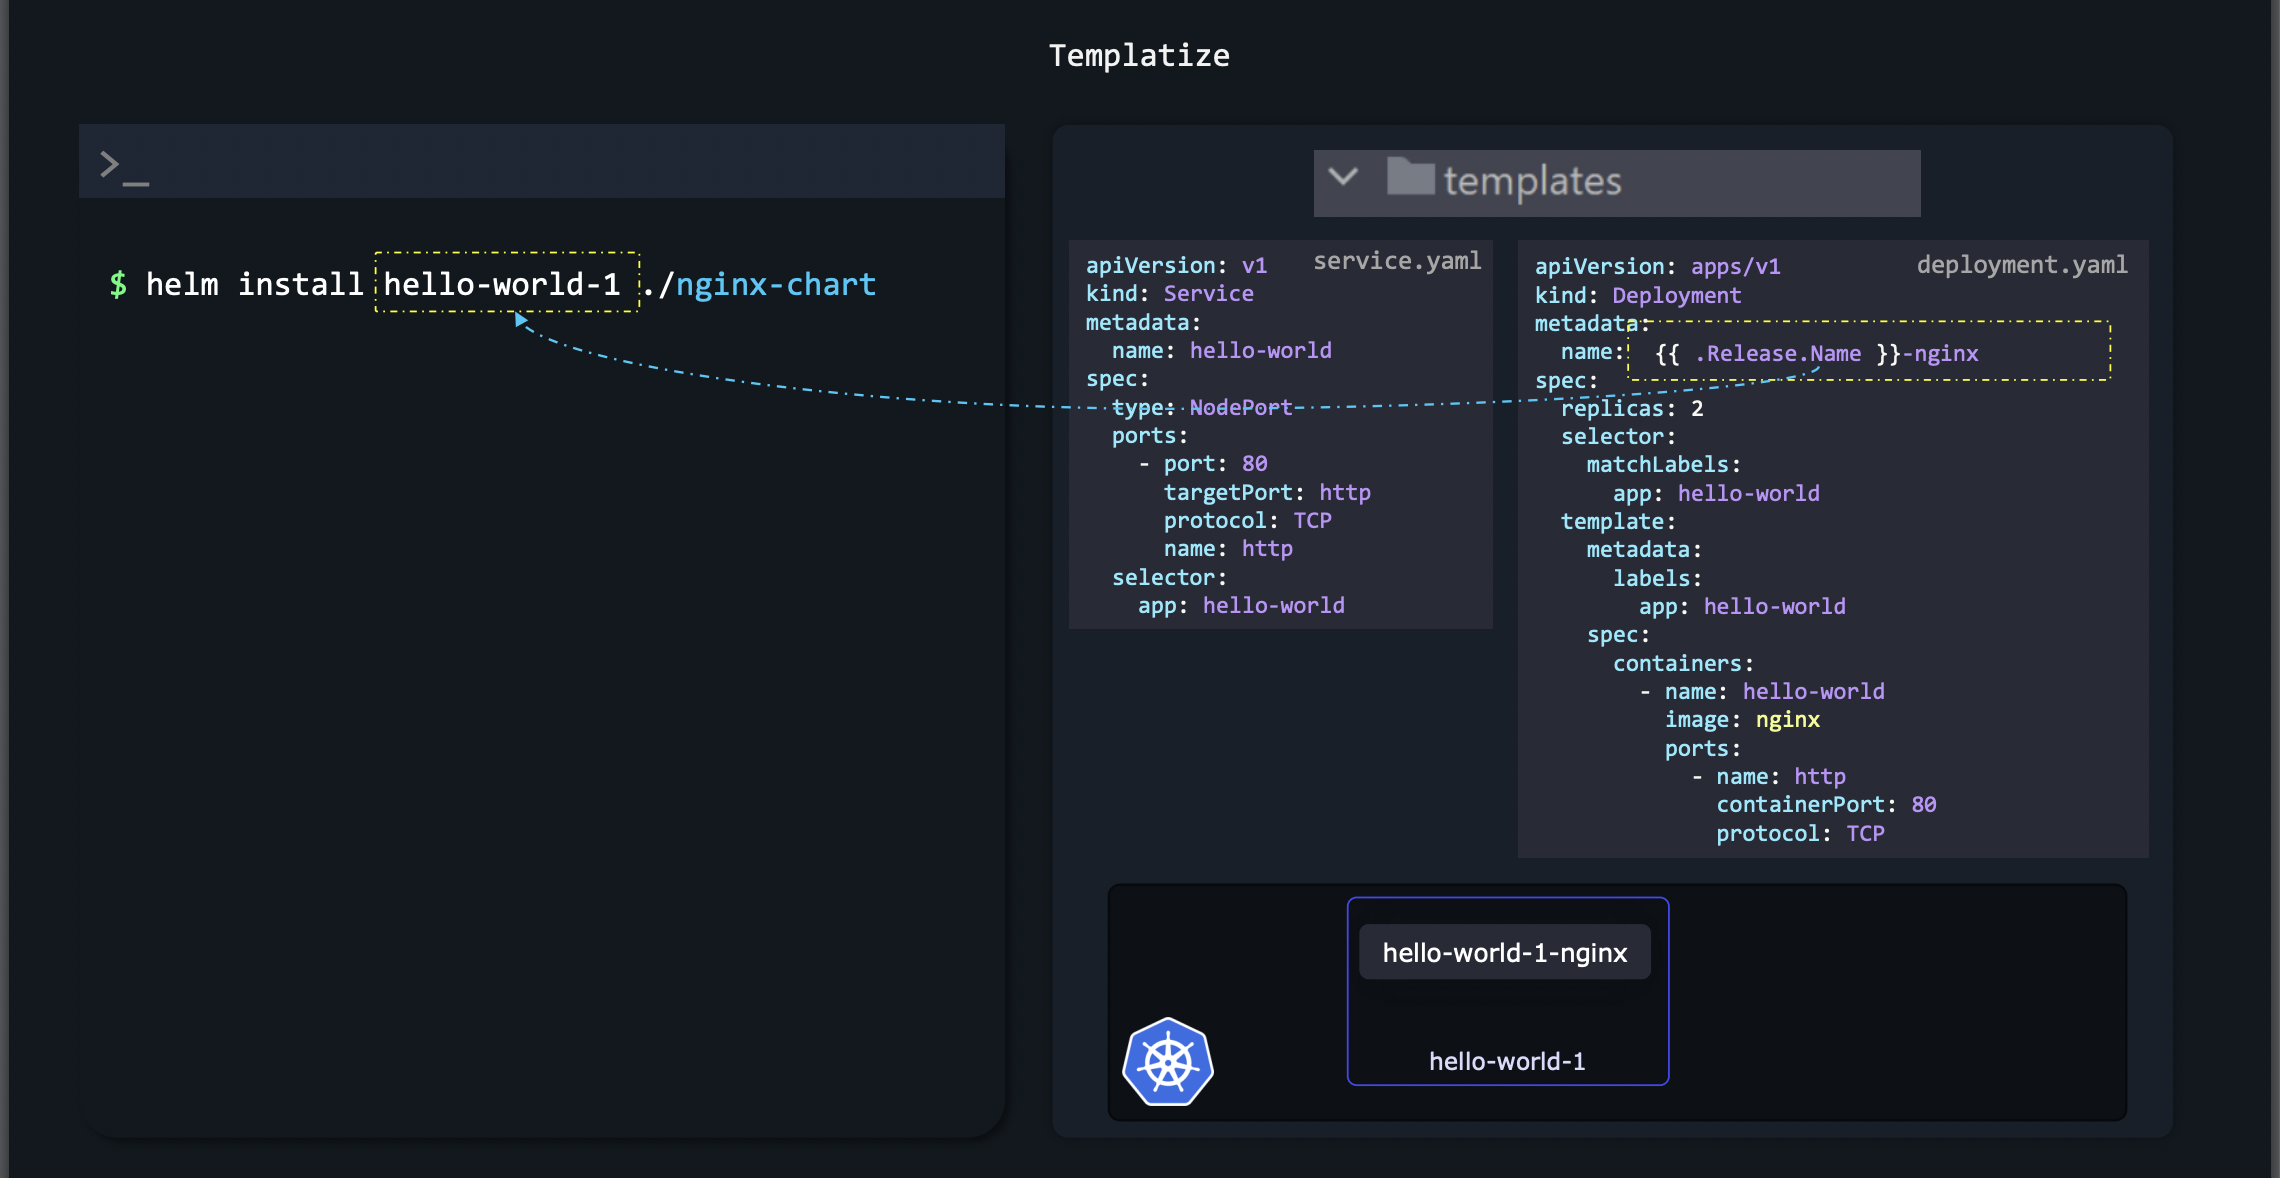 Templatize
>_
$ helm install hello-world-1 ./nginx-chart
templates
service.yaml
apiVersion: v1
kind: Service
metadata:
  name: hello-world
spec:
  type: NodePort
  ports:
    - port: 80
      targetPort: http
      protocol: TCP
      name: http
  selector:
    app: hello-world
deployment.yaml
apiVersion: apps/v1
kind: Deployment
metadata:
  name: {{ .Release.Name }}-nginx
spec:
  replicas: 2
  selector:
    matchLabels:
      app: hello-world
  template:
    metadata:
      labels:
        app: hello-world
    spec:
      containers:
        - name: hello-world
          image: nginx
          ports:
            - name: http
              containerPort: 80
              protocol: TCP
hello-world-1-nginx
hello-world-1